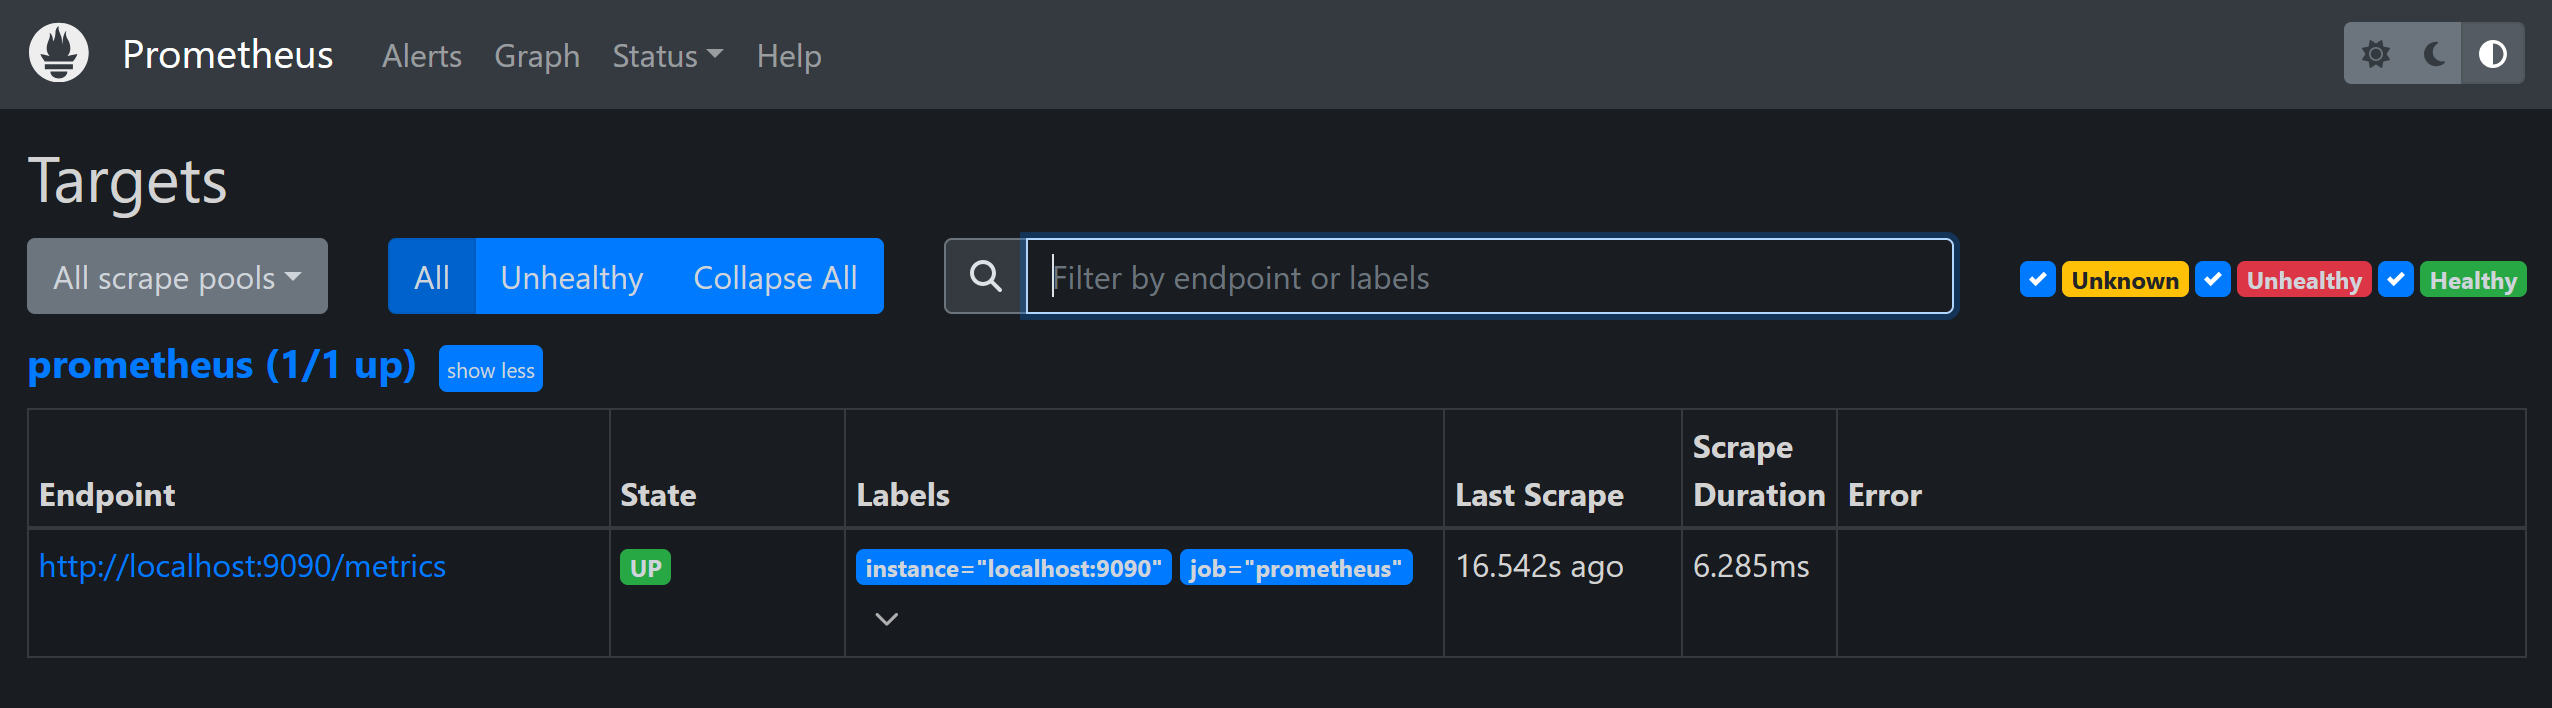 Prometheus Alerts Graph Status Help
Targets
All scrape pools All Unhealthy Collapse All Filter by endpoint or labels Unknown Unhealthy Healthy
prometheus (1/1 up) show less
Endpoint State Labels Last Scrape Scrape Duration Error
http://localhost:9090/metrics UP instance="localhost:9090" job="prometheus" 16.542s ago 6.285ms